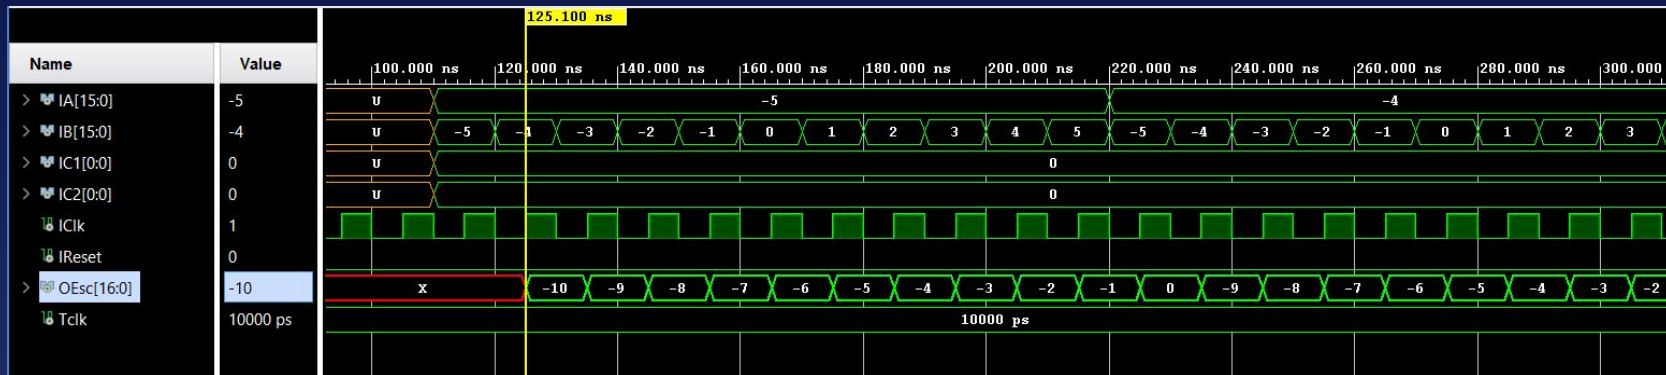 125.100 ns
Name Value 100.000 ns 120.000 ns 140.000 ns 160.000 ns 180.000 ns 200.000 ns 220.000 ns 240.000 ns 260.000 ns 280.000 ns 300.000
IA[15:0] -5 U -5 -4
IB[15:0] -4 U -5 -4 -3 -2 -1 0 1 2 3 4 5 -5 -4 -3 -2 -1 0 1 2 3
IC1[0:0] 0 U 0
IC2[0:0] 0 U 0
IClk 1
IReset 0
OEsc[16:0] -10 X -10 -9 -8 -7 -6 -5 -4 -3 -2 -1 0 -9 -8 -7 -6 -5 -4 -3 -2
Tclk 10000 ps 10000 ps